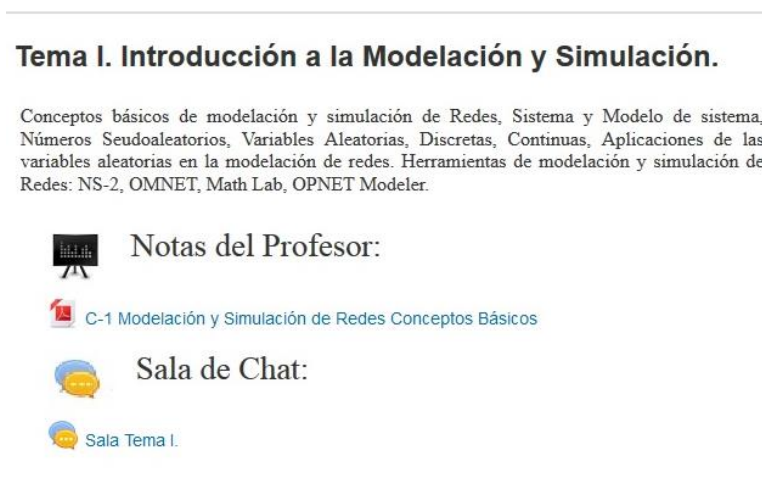 Tema I. Introducción a la Modelación y Simulación.
Conceptos básicos de modelación y simulación de Redes, Sistema y Modelo de sistema,
Números Seudoaleatorios, Variables Aleatorias, Discretas, Continuas, Aplicaciones de las
variables aleatorias en la modelación de redes. Herramientas de modelación y simulación de
Redes: NS-2, OMNET, Math Lab, OPNET Modeler.
Notas del Profesor:
C-1 Modelación y Simulación de Redes Conceptos Básicos
Sala de Chat:
Sala Tema I.